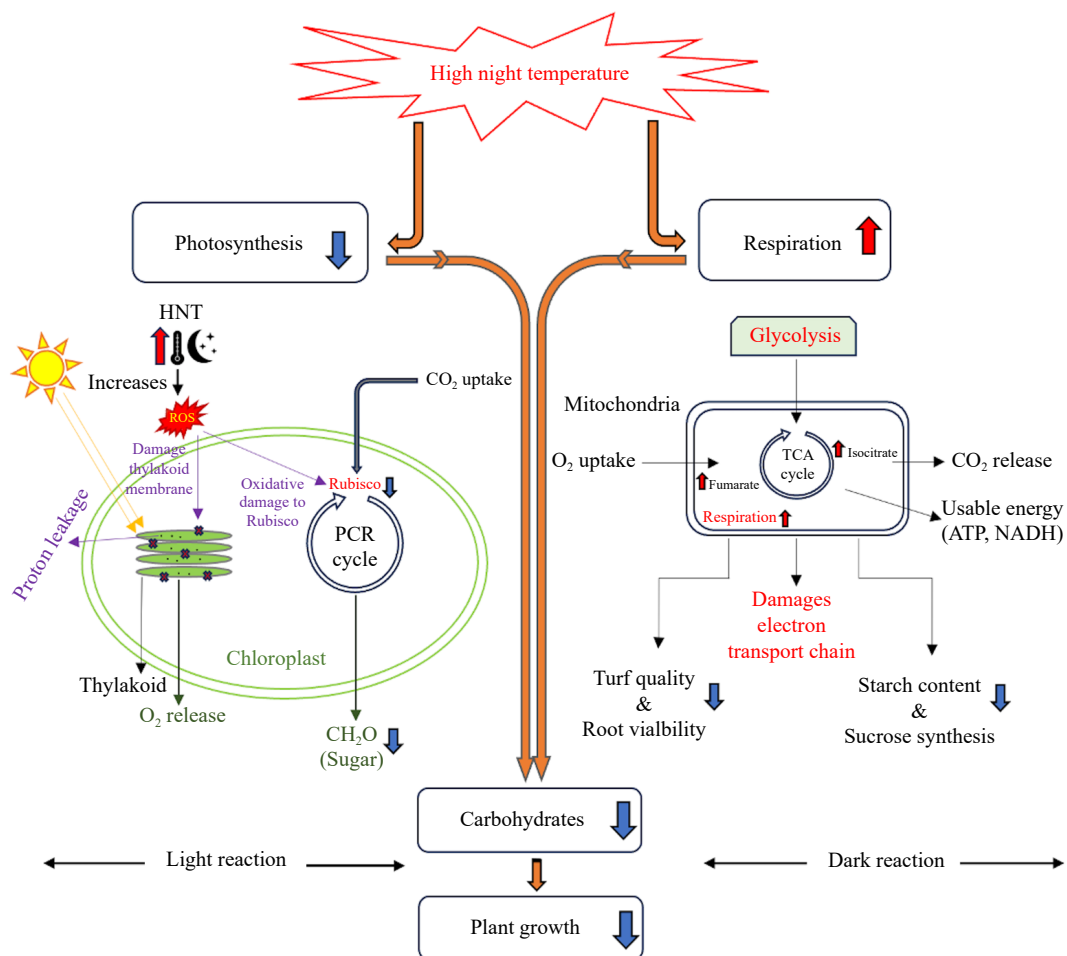 High night temperature
Photosynthesis
Respiration
HNT
Increases
ROS
CO₂ uptake
Damage
thylakoid
membrane
Oxidative
damage to
Rubisco
Rubisco
PCR
cycle
Proton leakage
Chloroplast
Thylakoid
O₂ release
CH₂O
(Sugar)
Glycolysis
Mitochondria
TCA
cycle
Isocitrate
O₂ uptake
Fumarate
CO₂ release
Respiration
Usable energy
(ATP, NADH)
Damages
electron
transport chain
Turf quality
&
Root vialbility
Starch content
&
Sucrose synthesis
Carbohydrates
Light reaction
Dark reaction
Plant growth